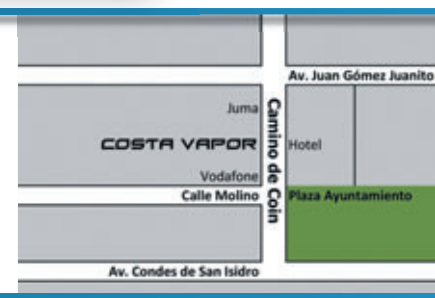 Av. Juan Gómez Juanito
Juma
COSTA VAPOR
Hotel
Vodafone
Calle Molino
Camino de Coin
Plaza Ayuntamiento
Av. Condes de San Isidro